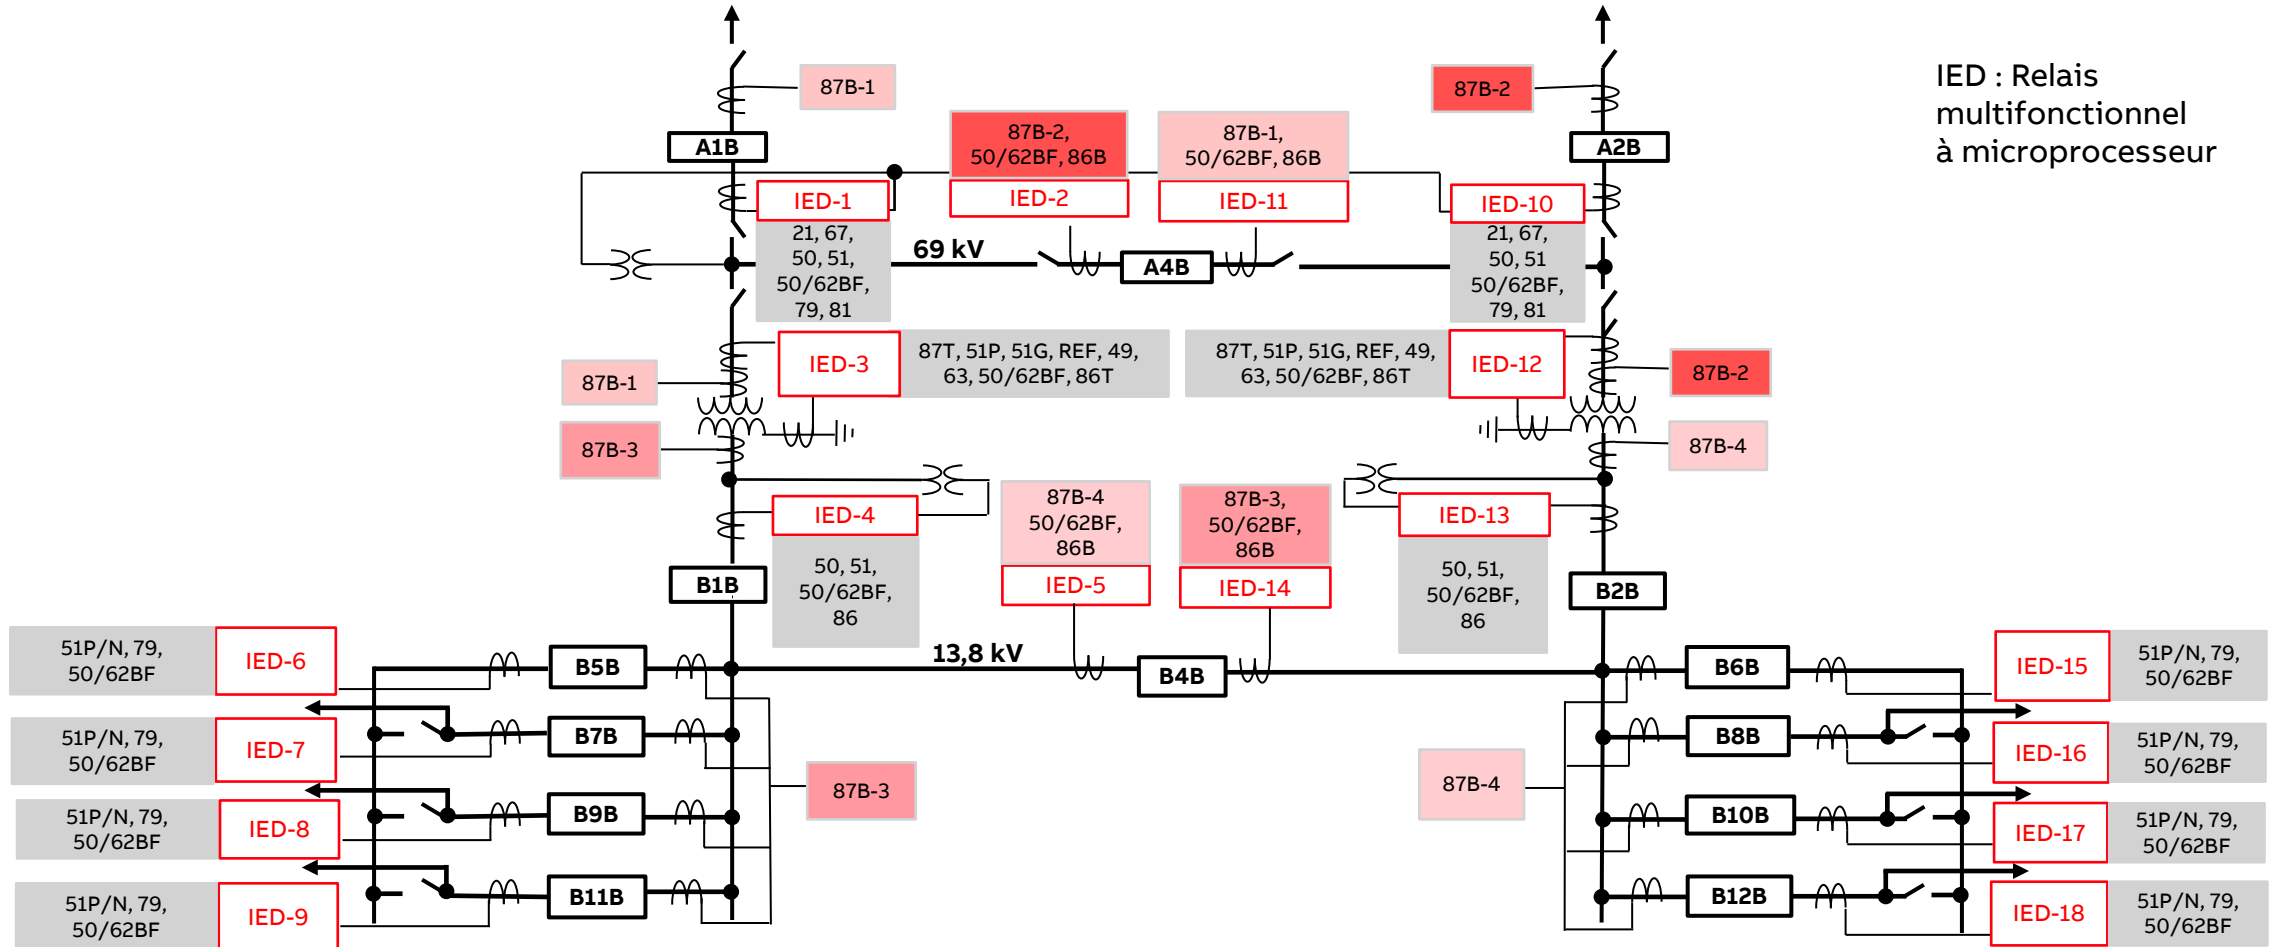 87B-1
87B-2
IED : Relais
multifonctionnel
à microprocesseur
A1B
87B-2,
50/62BF, 86B
87B-1,
50/62BF, 86B
A2B
IED-1
IED-2
IED-11
IED-10
21, 67,
50, 51,
50/62BF,
79, 81
69 kV
A4B
21, 67,
50, 51
50/62BF,
79, 81
IED-3
87T, 51P, 51G, REF, 49,
63, 50/62BF, 86T
87T, 51P, 51G, REF, 49,
63, 50/62BF, 86T
IED-12
87B-1
87B-2
87B-3
87B-4
IED-4
87B-4
50/62BF,
86B
87B-3,
50/62BF,
86B
IED-13
B1B
50, 51,
50/62BF,
86
IED-5
IED-14
50, 51,
50/62BF,
86
B2B
51P/N, 79,
50/62BF
IED-6
B5B
13,8 kV
B4B
B6B
IED-15
51P/N, 79,
50/62BF
51P/N, 79,
50/62BF
IED-7
B7B
B8B
IED-16
51P/N, 79,
50/62BF
87B-3
87B-4
51P/N, 79,
50/62BF
IED-8
B9B
B10B
IED-17
51P/N, 79,
50/62BF
51P/N, 79,
50/62BF
IED-9
B11B
B12B
IED-18
51P/N, 79,
50/62BF